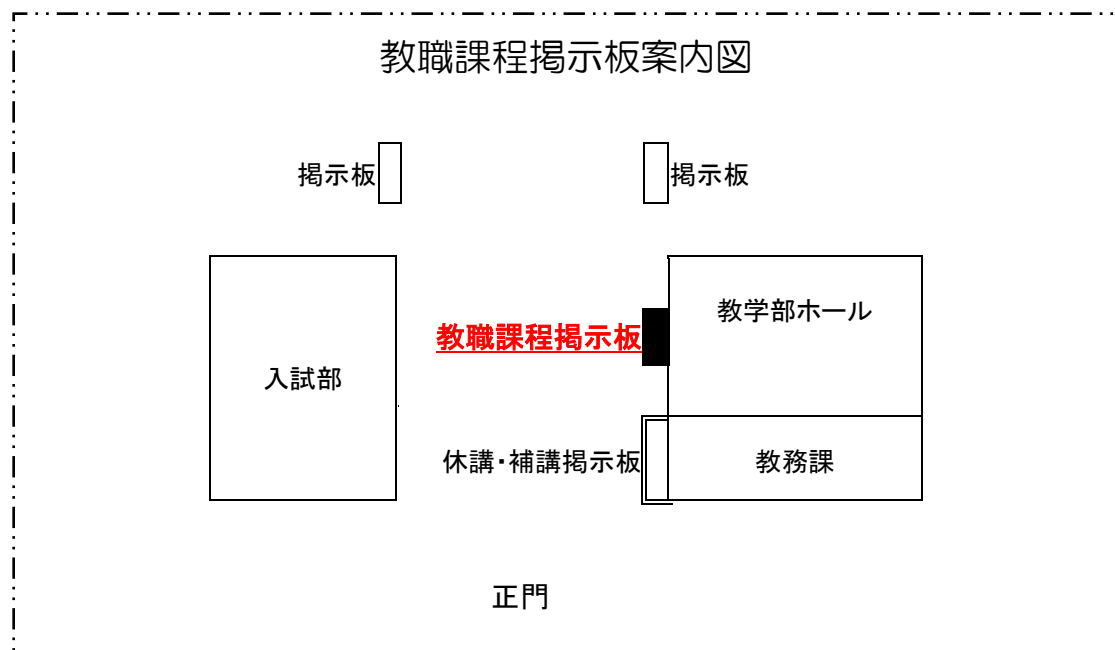 教職課程掲示板案内図
掲示板
掲示板
教学部ホール
教職課程掲示板
入試部
休講・補講掲示板
教務課
正門